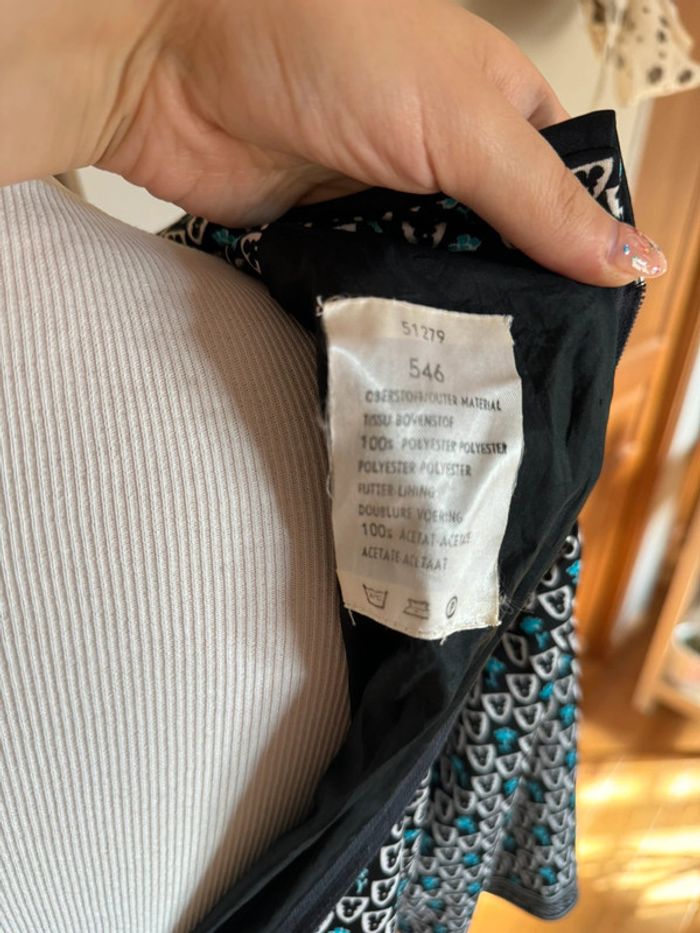 51279
546
OBERSTOFF/OUTER MATERIAL
TISSU-BOVENSTOF
100% POLYESTER POLYESTER
POLYESTER POLYESTER
FUTTER-LINING
DOUBLURE VOERING
100% ACETAT-ACETATE
ACETATE-ACETAAT
P